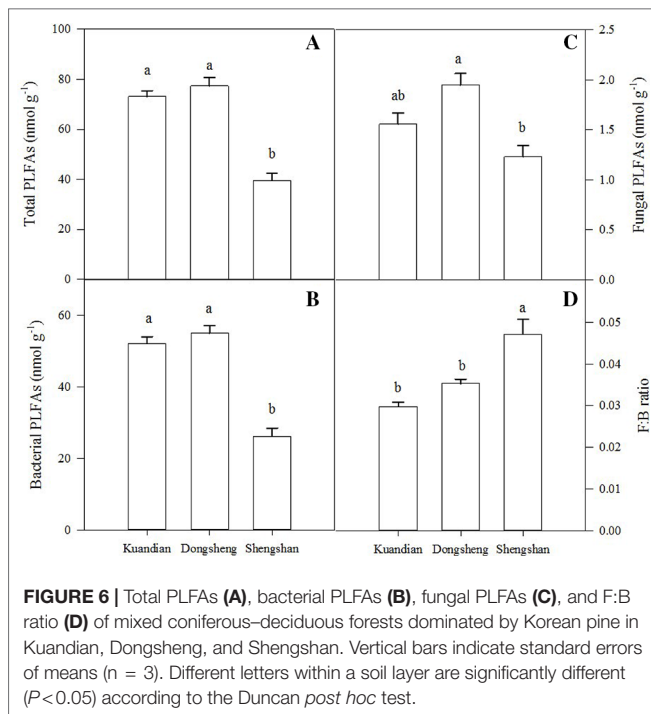 100
80
60
40
20
0
Total PLFAs (nmol g-1)
a
a
b
A
2.5
2.0
1.5
1.0
0.5
0.0
Fungal PLFAs (nmol g-1)
ab
a
b
C
60
40
20
0
Bacterial PLFAs (nmol g-1)
a
a
b
B
Kuandian Dongsheng Shengshan
0.05
0.04
0.03
0.02
0.01
0.00
F:B ratio
b
b
a
D
Kuandian Dongsheng Shengshan
FIGURE 6 | Total PLFAs (A), bacterial PLFAs (B), fungal PLFAs (C), and F:B
ratio (D) of mixed coniferous–deciduous forests dominated by Korean pine in
Kuandian, Dongsheng, and Shengshan. Vertical bars indicate standard errors
of means (n = 3). Different letters within a soil layer are significantly different
(P<0.05) according to the Duncan post hoc test.